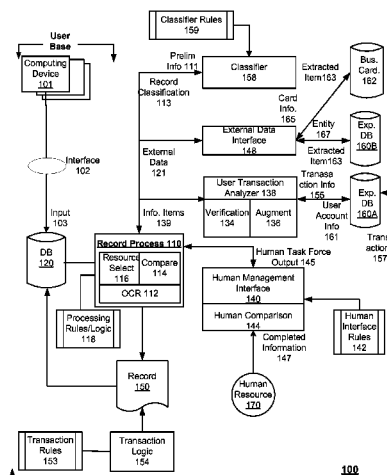 Classifier Rules
159
User
Base
Computing
Device
101
Prelim
Info 111
Classifier
158
Extracted
Item163
Bus.
Card.
162
Record
Classification
113
Card
Info.
165
Interface
102
External
Data
121
External Data
Interface
148
Entity
167
Extracted
Item163
Exp.
DB
160B
User Transaction
Analyzer 138
Tranasa
ction Info
155
Verification
134
Augment
136
User
Account
Info
161
Exp.
DB
160A
Trans
action
157
Input
103
Info. Items
139
DB
120
Record Process 110
Resource
Select
116
Compare
114
OCR 112
Human Task Force
Output 145
Human Management
Interface
140
Human Comparison
144
Processing
Rules/Logic
118
Human
Interface
Rules
142
Completed
Information
147
Record
150
Human
Resource
170
Transaction
Rules
153
Transaction
Logic
154
100